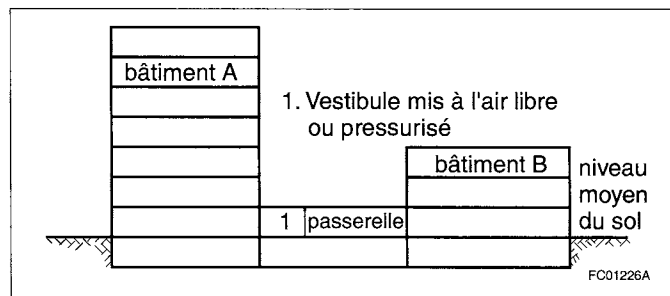 bâtiment A
1. Vestibule mis à l'air libre
ou pressurisé
bâtiment B
niveau
moyen
du sol
1
passerelle
FC01226A